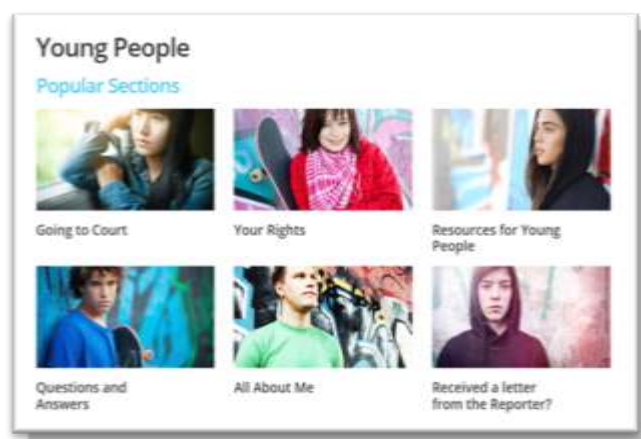 Young People
Popular Sections
Going to Court
Your Rights
Resources for Young
People
Questions and
Answers
All About Me
Received a letter
from the Reporter?